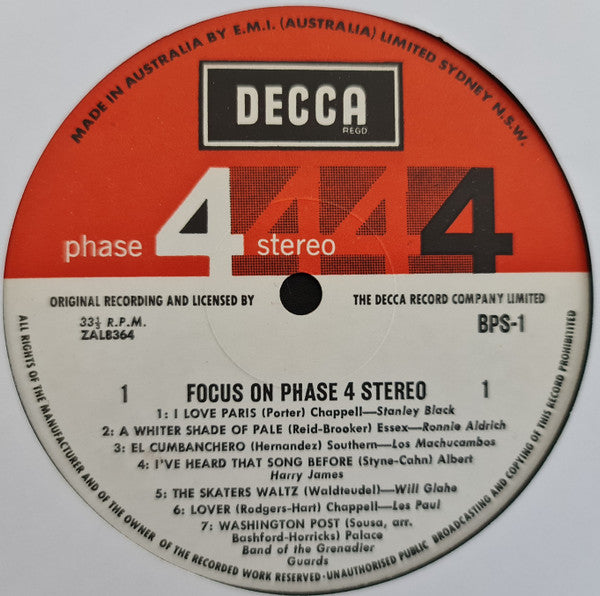 MADE IN AUSTRALIA BY E.M.I. (AUSTRALIA) LIMITED SYDNEY N.S.W.
DECCA
REGD
phase 4 stereo 4 4 4
ORIGINAL RECORDING AND LICENSED BY THE DECCA RECORD COMPANY LIMITED
33⅓ R.P.M. BPS-1
ZAL8364
1 FOCUS ON PHASE 4 STEREO 1
1: I LOVE PARIS (Porter) Chappell—Stanley Black
2: A WHITER SHADE OF PALE (Reid-Brooker) Essex—Ronnie Aldrich
3: EL CUMBANCHERO (Hernandez) Southern—Los Machucambos
4: I'VE HEARD THAT SONG BEFORE (Styne-Cahn) Albert
Harry James
5: THE SKATERS WALTZ (Waldteudel)—Will Glahe
6: LOVER (Rodgers-Hart) Chappell—Les Paul
7: WASHINGTON POST (Sousa, arr.
Bashford-Horricks) Palace
Band of the Grenadier
Guards
ALL RIGHTS OF THE MANUFACTURER AND OF THE OWNER OF THE RECORDED WORK RESERVED·UNAUTHORISED PUBLIC BROADCASTING AND COPYING OF THIS RECORD PROHIBITED